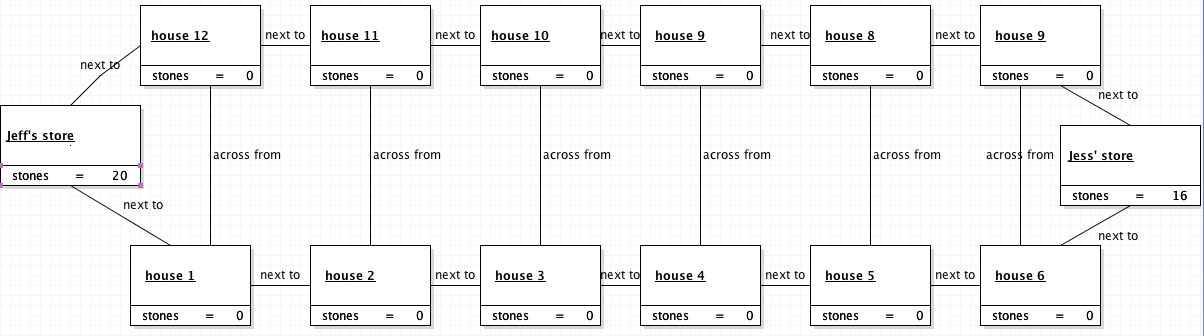 house 12 next to house 11 next to house 10 next to house 9 next to house 8 next to house 9
stones = 0 stones = 0 stones = 0 stones = 0 stones = 0 stones = 0
next to next to
Jeff's store
stones = 20
across from across from across from across from across from across from
Jess' store
stones = 16
next to next to
house 1 next to house 2 next to house 3 next to house 4 next to house 5 next to house 6
stones = 0 stones = 0 stones = 0 stones = 0 stones = 0 stones = 0